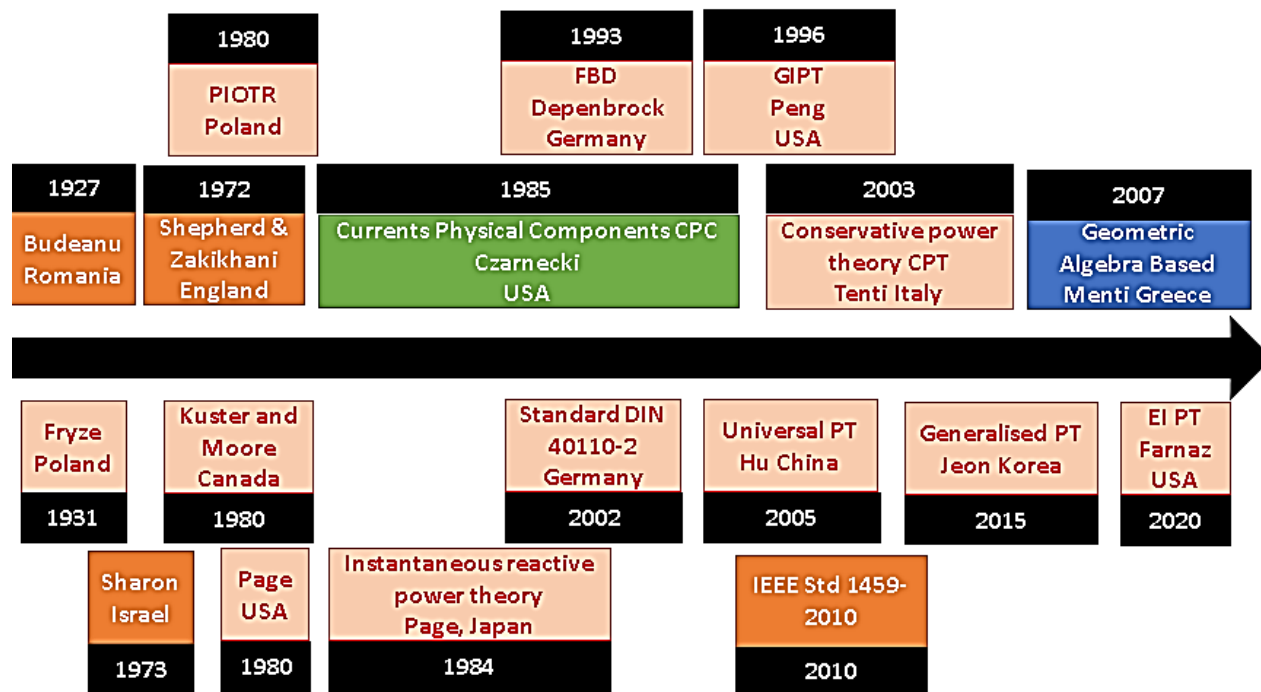 1980
PIOTR
Poland
1993
FBD
Depenbrock
Germany
1996
GIPT
Peng
USA
1927
Budeanu
Romania
1972
Shepherd &
Zakikhani
England
1985
Currents Physical Components CPC
Czarnecki
USA
2003
Conservative power
theory CPT
Tenti Italy
2007
Geometric
Algebra Based
Menti Greece
Fryze
Poland
1931
Kuster and
Moore
Canada
1980
Standard DIN
40110-2
Germany
2002
Universal PT
Hu China
2005
Generalised PT
Jeon Korea
2015
EI PT
Farnaz
USA
2020
Sharon
Israel
1973
Page
USA
1980
Instantaneous reactive
power theory
Page, Japan
1984
IEEE Std 1459-
2010
2010